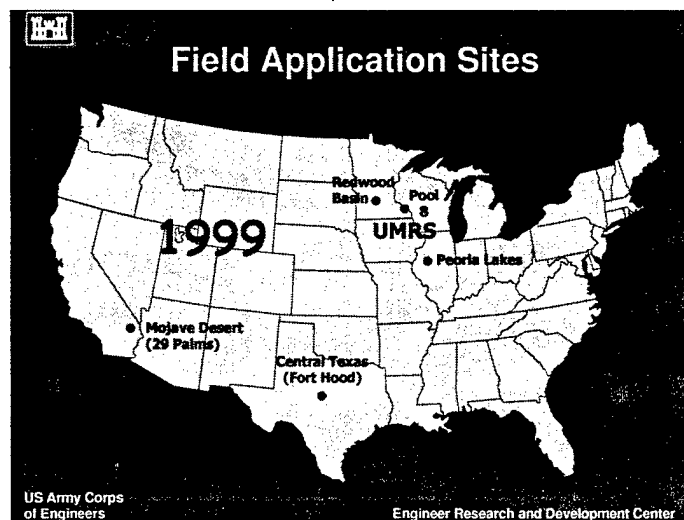 Field Application Sites
Redwood
Basin
Pool
8
UMRS
1999
Peoria Lakes
Mojave Desert
(29 Palms)
Central Texas
(Fort Hood)
US Army Corps
of Engineers
Engineer Research and Development Center